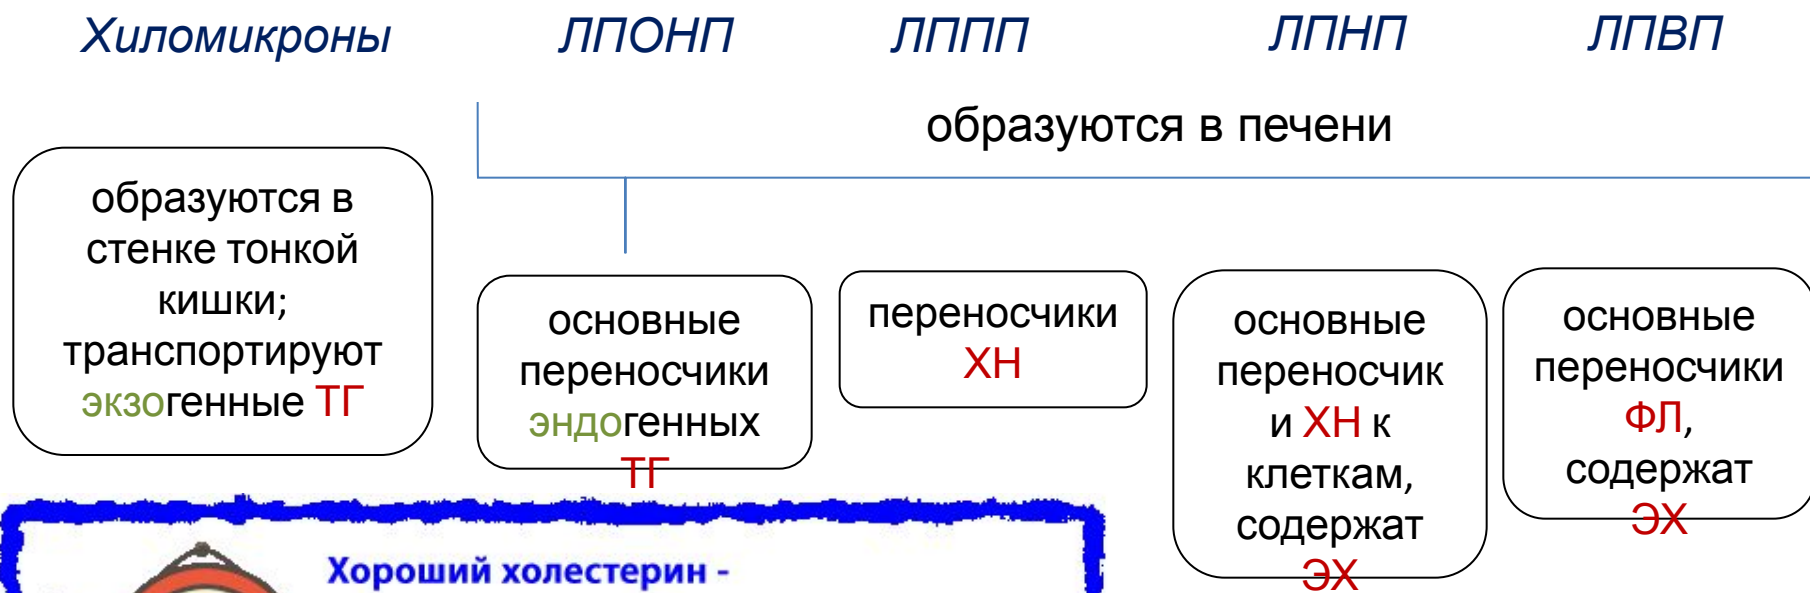 Хиломикроны ЛПОНП ЛППП ЛПНП ЛПВП
образуются в печени
образуются в
стенке тонкой
кишки;
транспортируют
экзогенные ТГ
основные
переносчики
эндогенных
ТГ
переносчики
ХН
основные
переносчик
и ХН к
клеткам,
содержат
ЭХ
основные
переносчики
ФЛ,
содержат
ЭХ
Хороший холестерин -